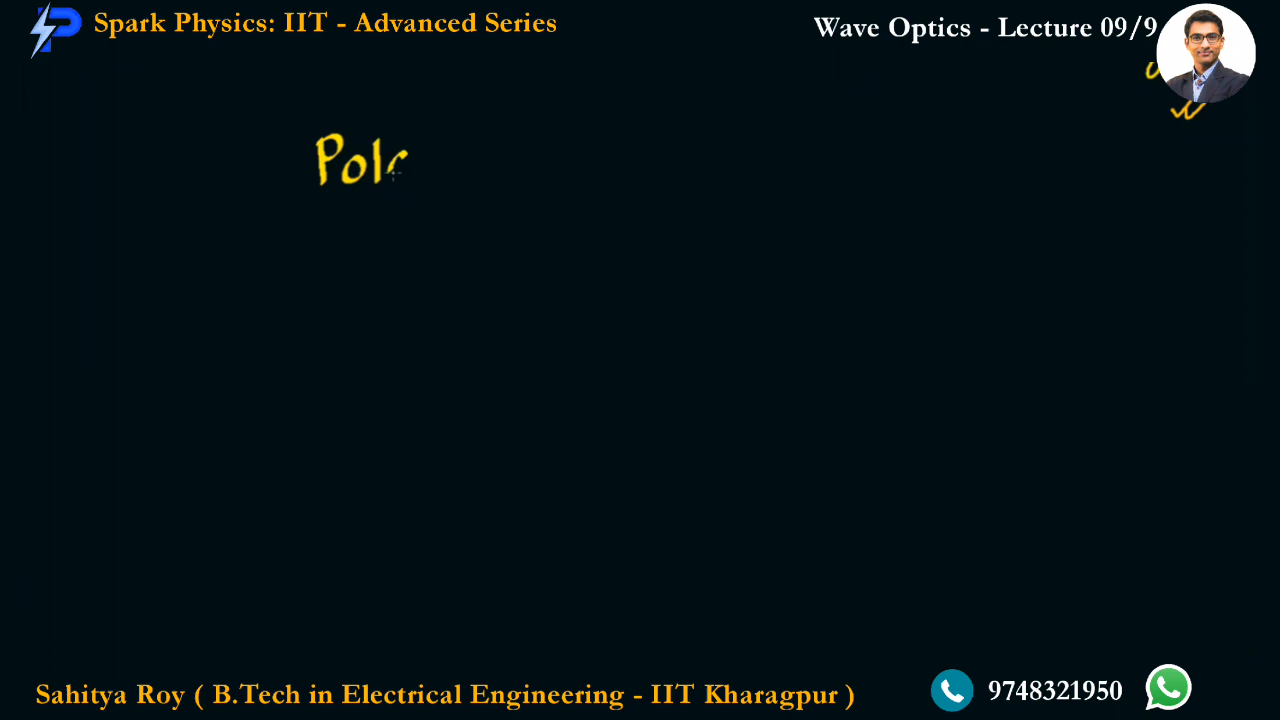 Spark Physics: IIT - Advanced Series
Wave Optics - Lecture 09/9
Pol
Sahitya Roy ( B.Tech in Electrical Engineering - IIT Kharagpur )
9748321950